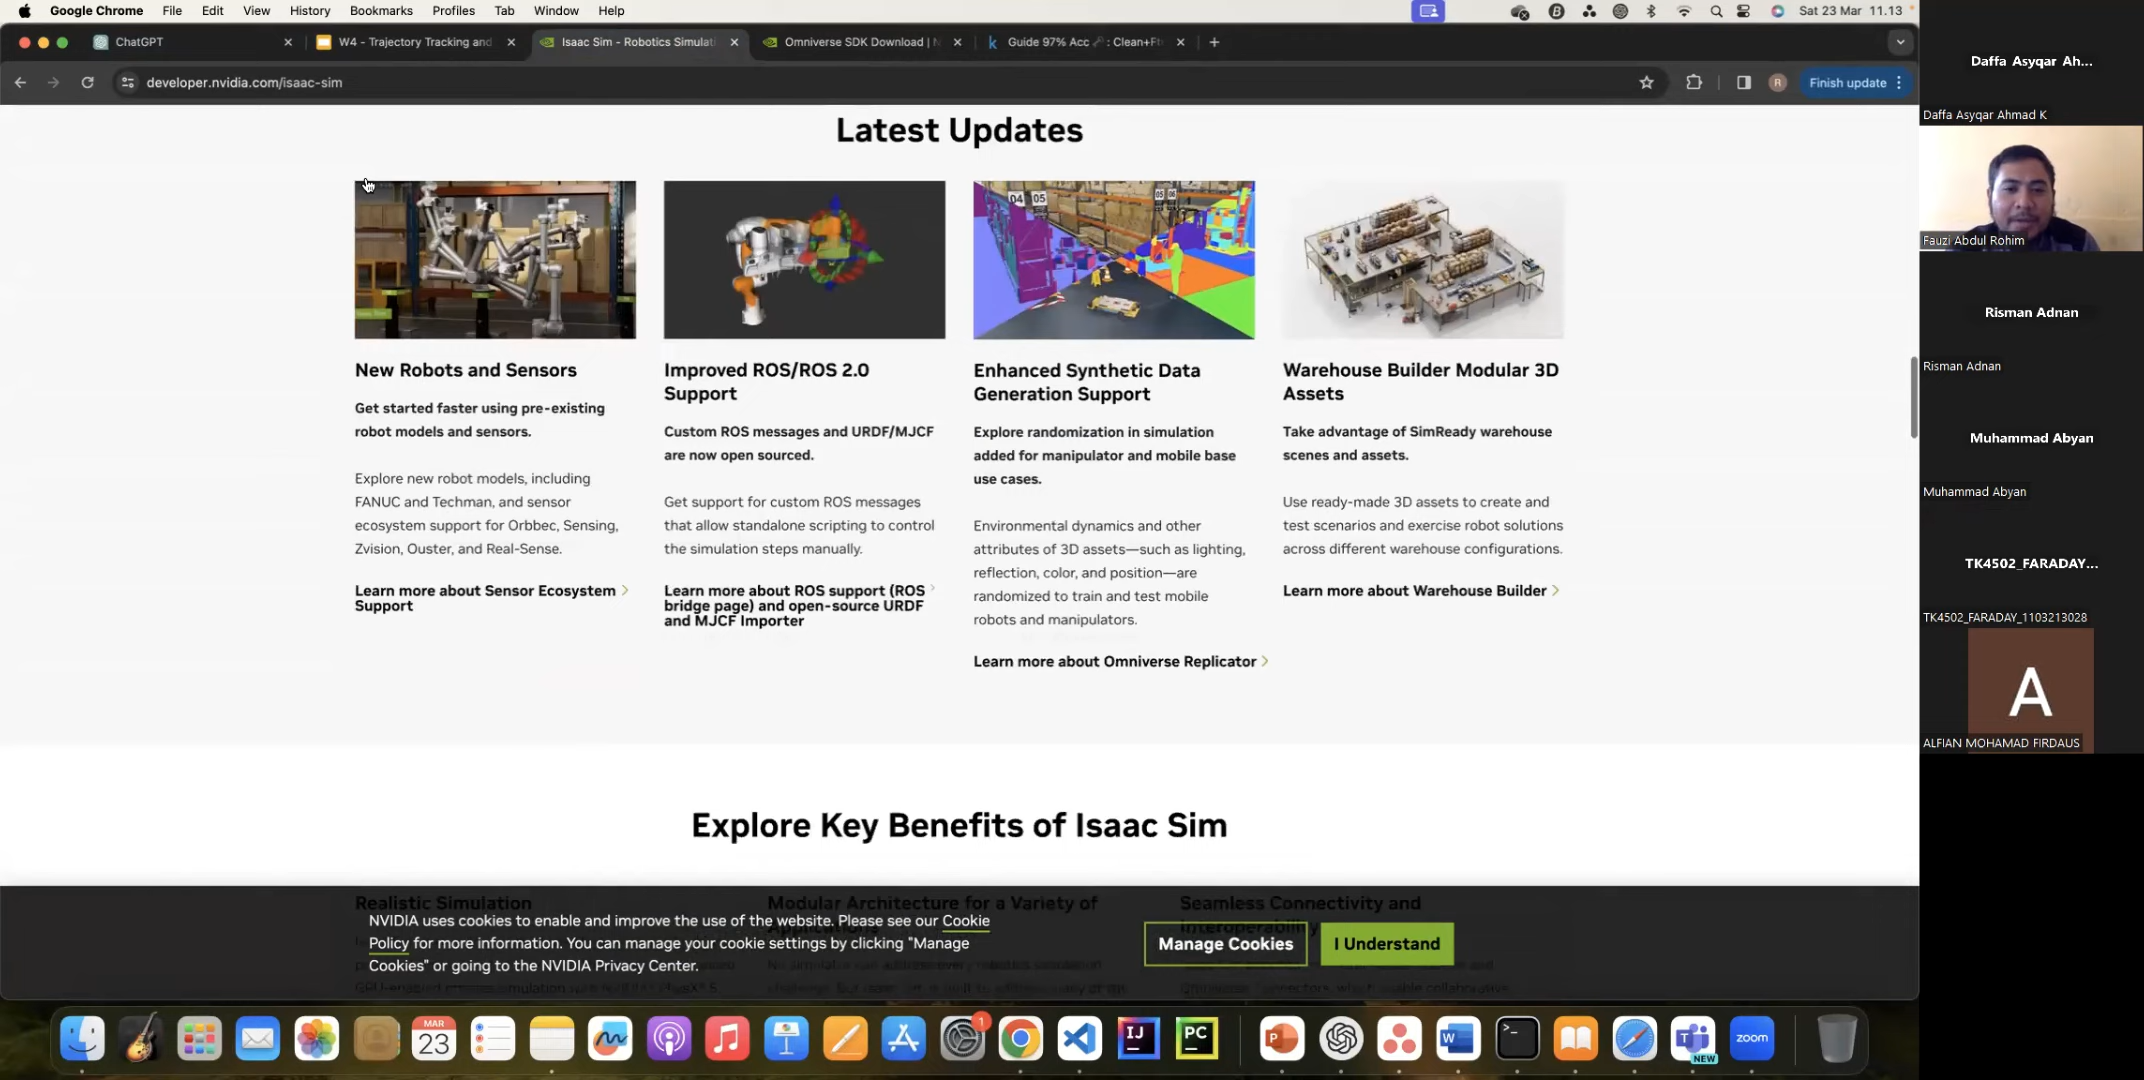 Google Chrome File Edit View History Bookmarks Profiles Tab Window Help Sat 23 Mar 11.13
ChatGPT
W4 - Trajectory Tracking and
Isaac Sim - Robotics Simulati
Omniverse SDK Download |
Guide 97% Acc
: Clean+F
developer.nvidia.com/isaac-sim
Finish update
Latest Updates
04 05
New Robots and Sensors
Get started faster using pre-existing
robot models and sensors.
Explore new robot models, including
FANUC and Techman, and sensor
ecosystem support for Orbbec, Sensing,
Zvision, Ouster, and Real-Sense.
Learn more about Sensor Ecosystem
Support
Improved ROS/ROS 2.0
Support
Custom ROS messages and URDF/MJCF
are now open sourced.
Get support for custom ROS messages
that allow standalone scripting to control
the simulation steps manually.
Learn more about ROS support (ROS
bridge page) and open-source URDF
and MJCF Importer
Enhanced Synthetic Data
Generation Support
Explore randomization in simulation
added for manipulator and mobile base
use cases.
Environmental dynamics and other
attributes of 3D assets—such as lighting,
reflection, color, and position—are
randomized to train and test mobile
robots and manipulators.
Learn more about Omniverse Replicator
Warehouse Builder Modular 3D
Assets
Take advantage of SimReady warehouse
scenes and assets.
Use ready-made 3D assets to create and
test scenarios and exercise robot solutions
across different warehouse configurations.
Learn more about Warehouse Builder
Explore Key Benefits of Isaac Sim
Realistic Simulation
Modular Architecture for a Variety of
Seamless Connectivity and
NVIDIA uses cookies to enable and improve the use of the website. Please see our Cookie
Policy for more information. You can manage your cookie settings by clicking "Manage
Cookies" or going to the NVIDIA Privacy Center.
Manage Cookies
I Understand
Daffa Asyqar Ah...
Daffa Asyqar Ahmad K
Fauzi Abdul Rohim
Risman Adnan
Risman Adnan
Muhammad Abyan
Muhammad Abyan
TK4502_FARADAY...
TK4502_FARADAY_1103213028
A
ALFIAN MOHAMAD FIRDAUS
MAR
23
1
IJ
PC
P
W
NEW
zoom